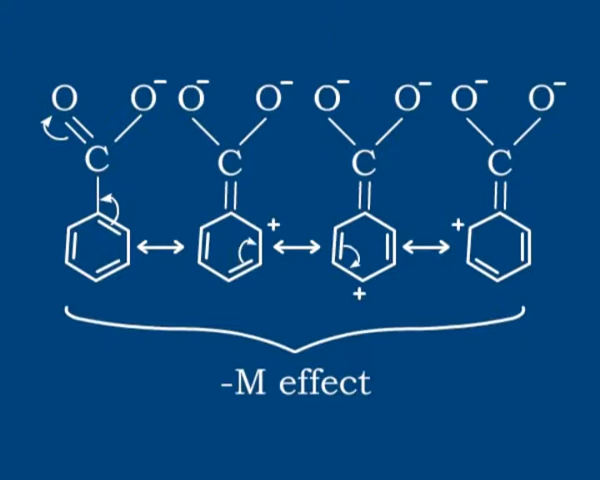 O O⁻ O⁻ O⁻ O⁻ O⁻ O⁻ O⁻
C C C C
+ +
+
-M effect